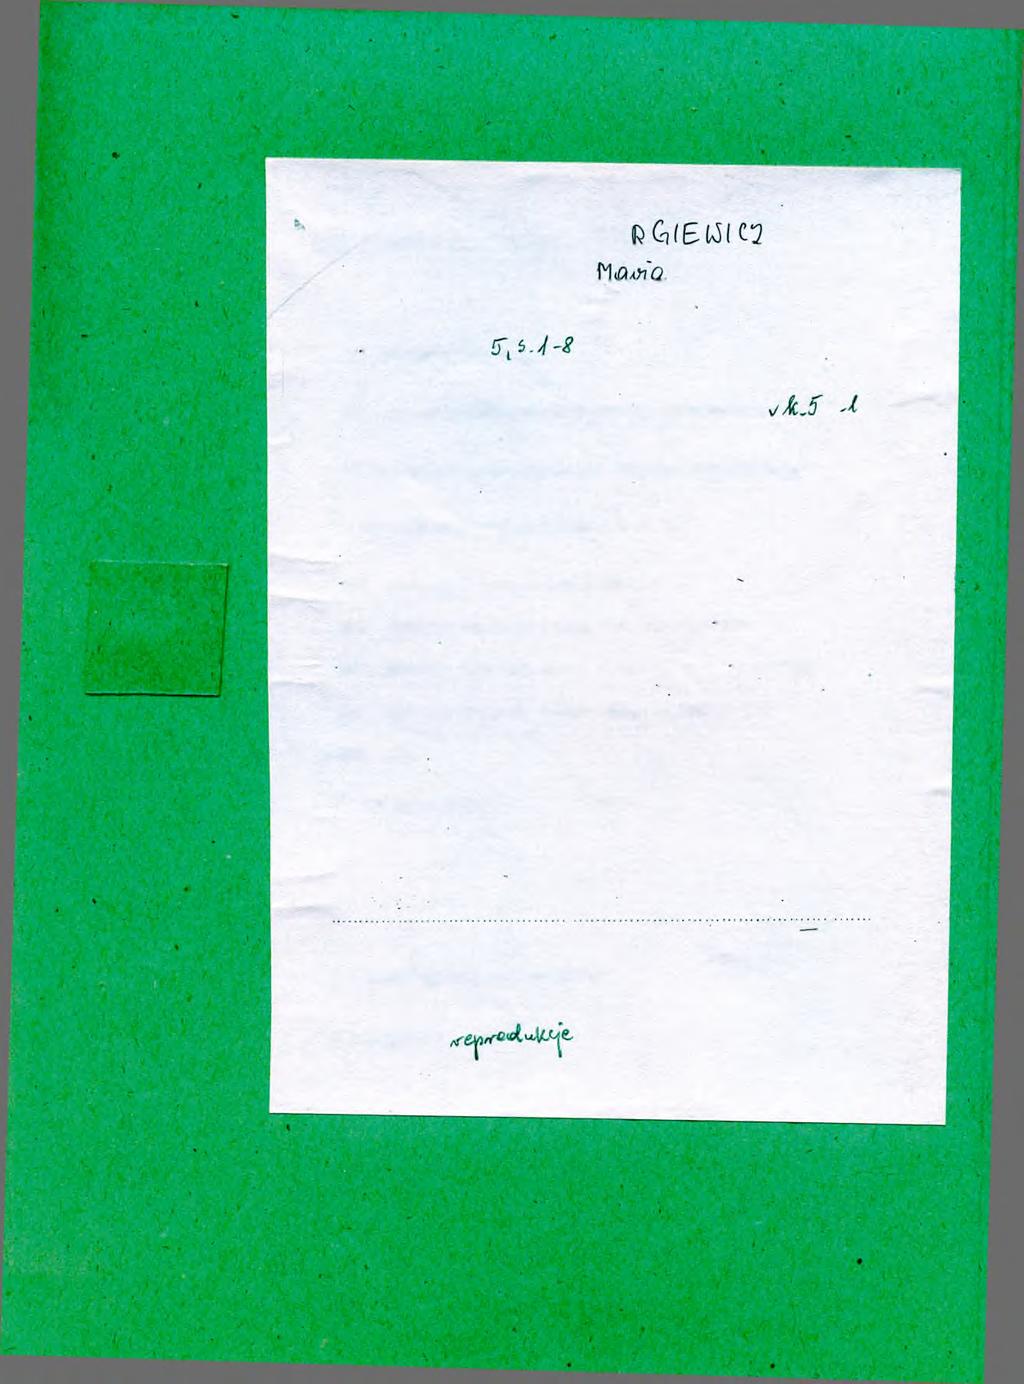 RGIEWICZ
Maria
5, s. 1-8
v k. 5 -1
reprodukcje